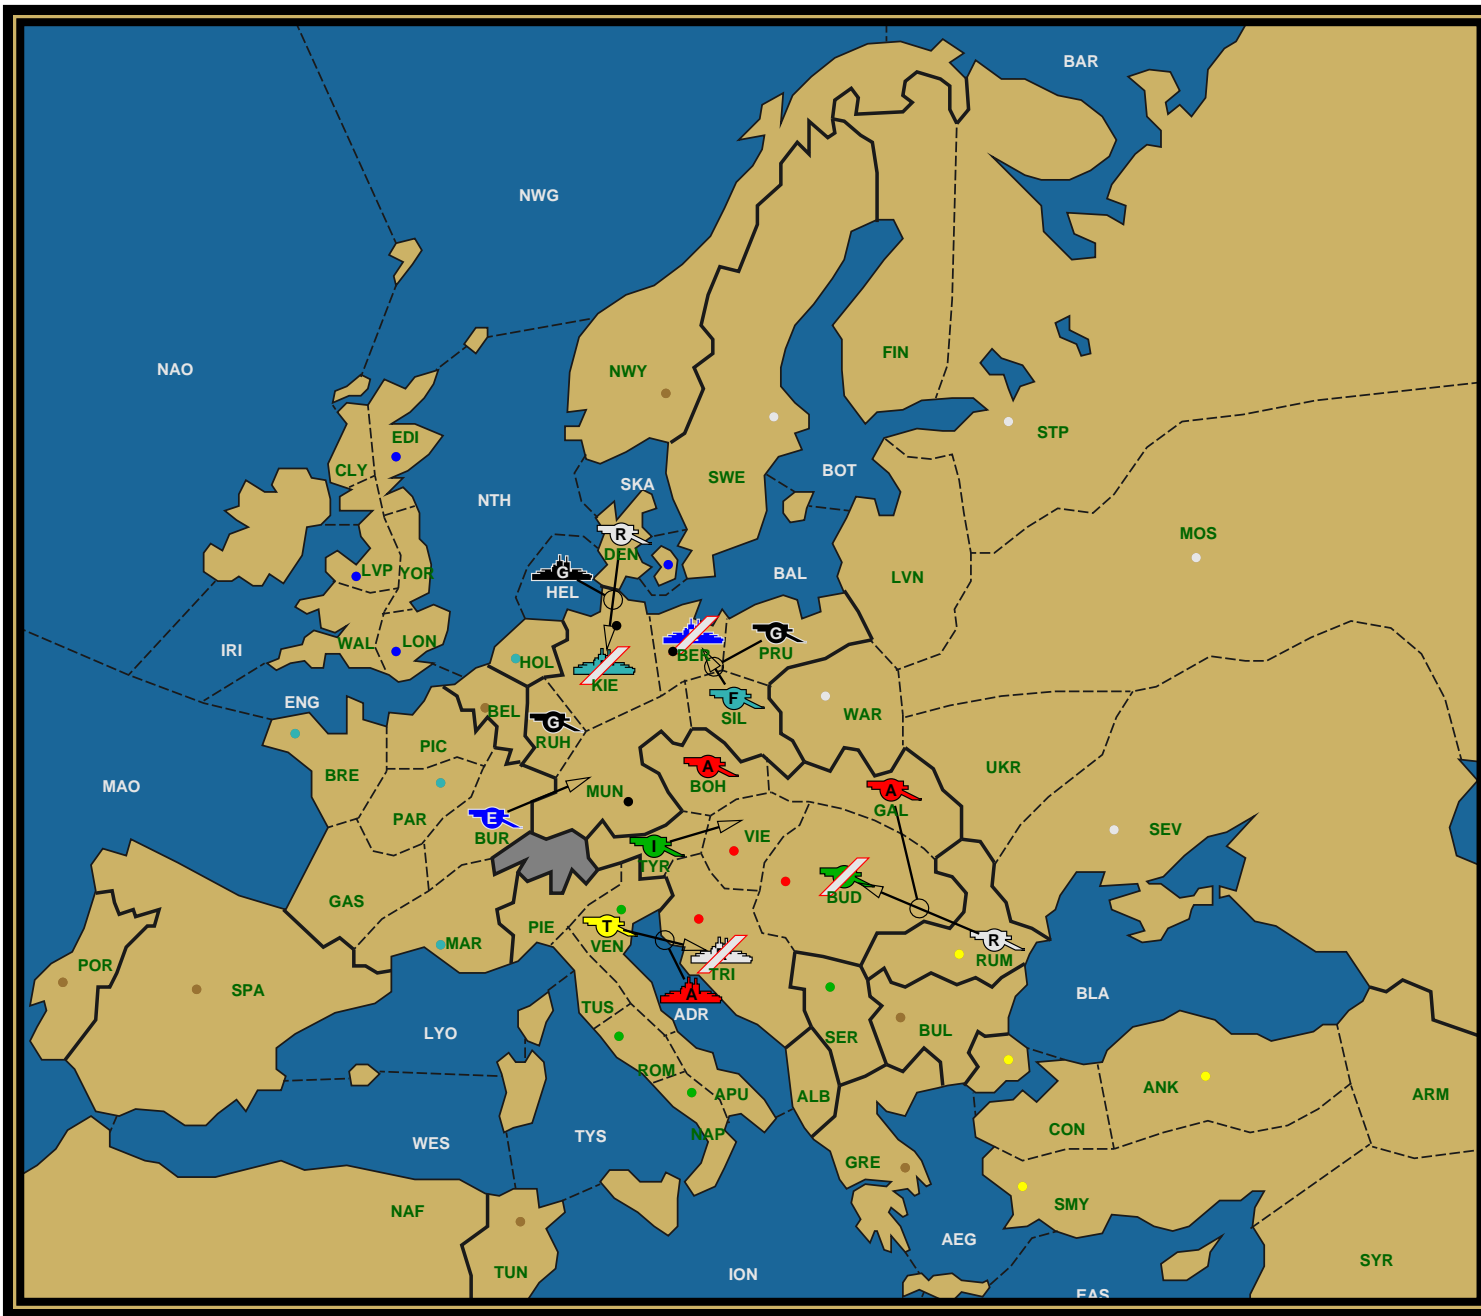 BAR
NWG
NAO
FIN
NWY
EDI
STP
CLY
BOT
SWE
SKA
NTH
R
MOS
DEN
G
LVP
YOR
BAL
LVN
HEL
G
WAL
LON
IRI
BER
PRU
HOL
KIE
F
ENG
BEL
SIL
WAR
G
RUH
PIC
BRE
A
BOH
UKR
MAO
MUN
A
GAL
PAR
E
BUR
SEV
VIE
I
TYR
BUD
GAS
PIE
T
VEN
MAR
R
RUM
POR
SPA
TRI
A
ADR
BLA
TUS
LYO
SER
BUL
ROM
APU
ALB
ANK
ARM
CON
WES
TYS
NAP
GRE
SMY
NAF
AEG
SYR
TUN
ION
EAS